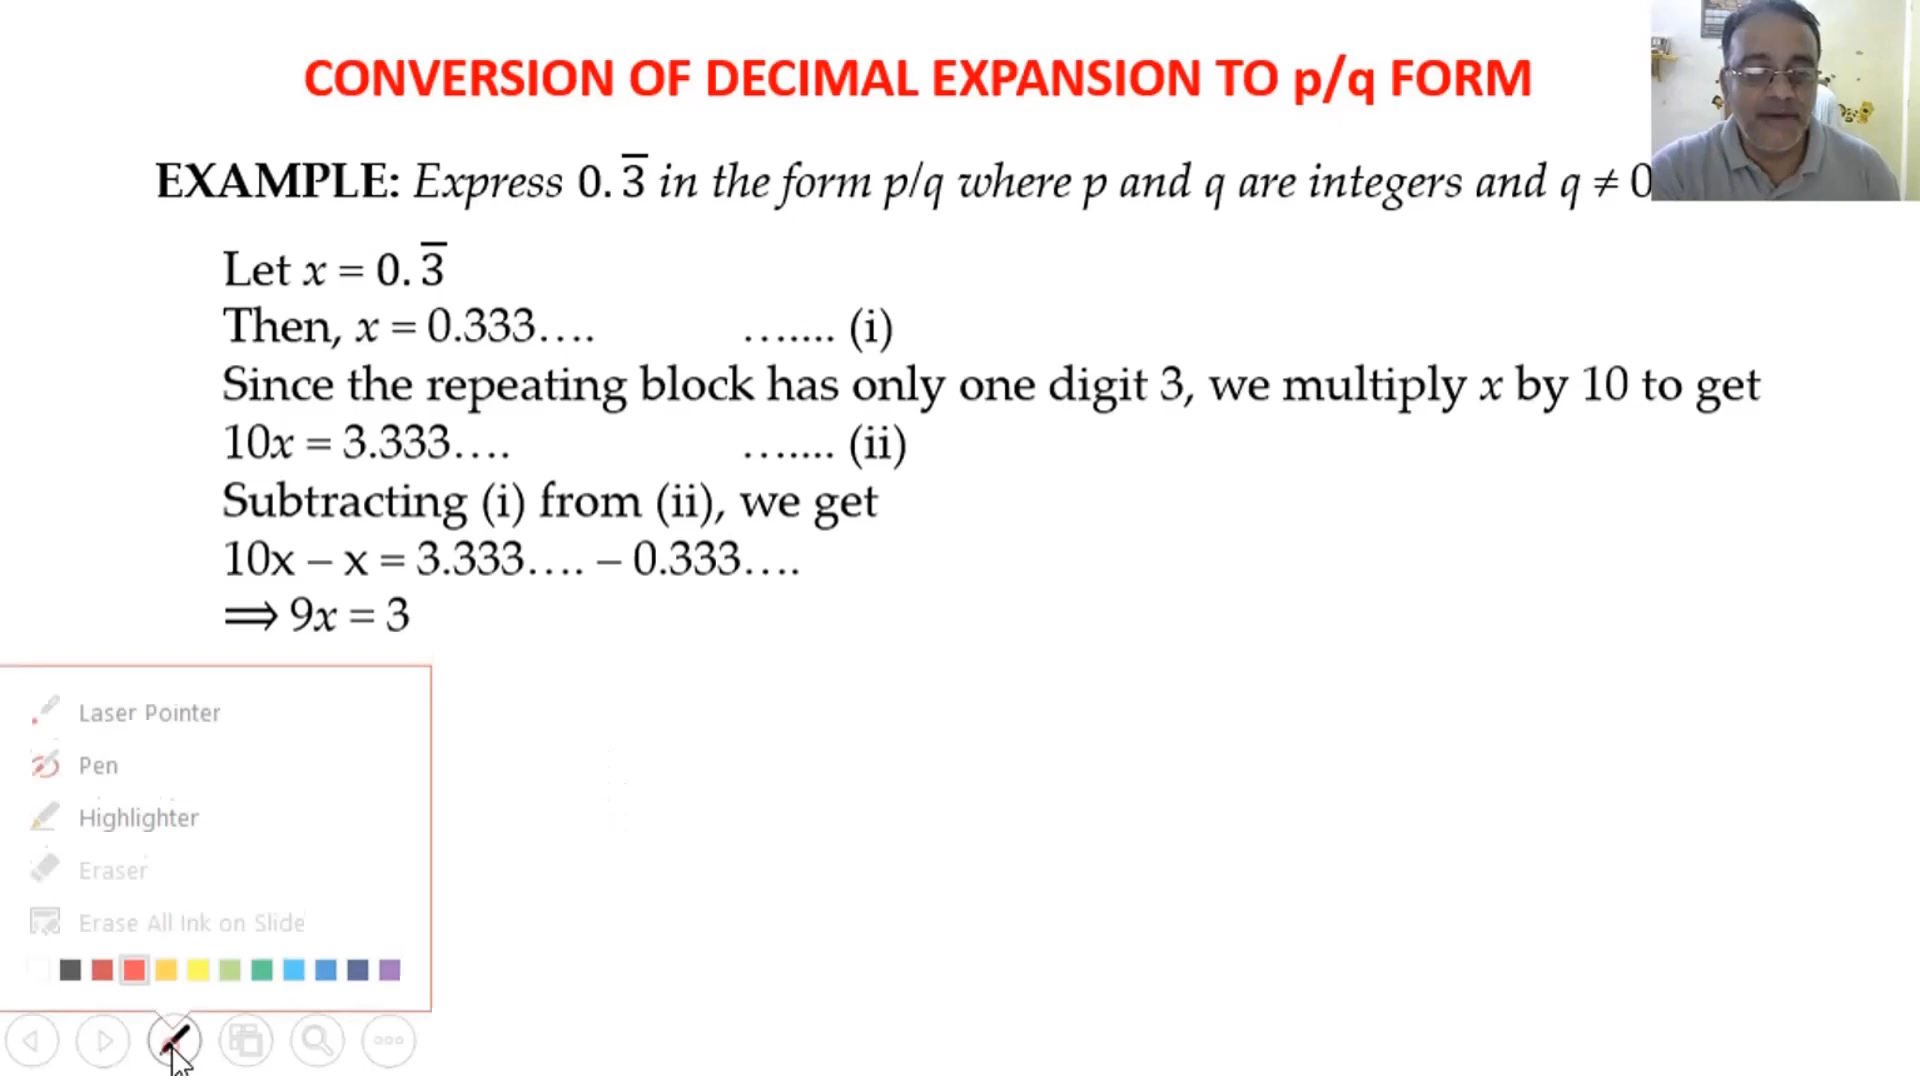 CONVERSION OF DECIMAL EXPANSION TO p/q FORM
EXAMPLE: Express 0.3̅ in the form p/q where p and q are integers and q ≠ 0
Let x = 0.3̅
Then, x = 0.333…. …..... (i)
Since the repeating block has only one digit 3, we multiply x by 10 to get
10x = 3.333…. …..... (ii)
Subtracting (i) from (ii), we get
10x – x = 3.333…. – 0.333….
⟹ 9x = 3
Laser Pointer
Pen
Highlighter
Eraser
Erase All Ink on Slide